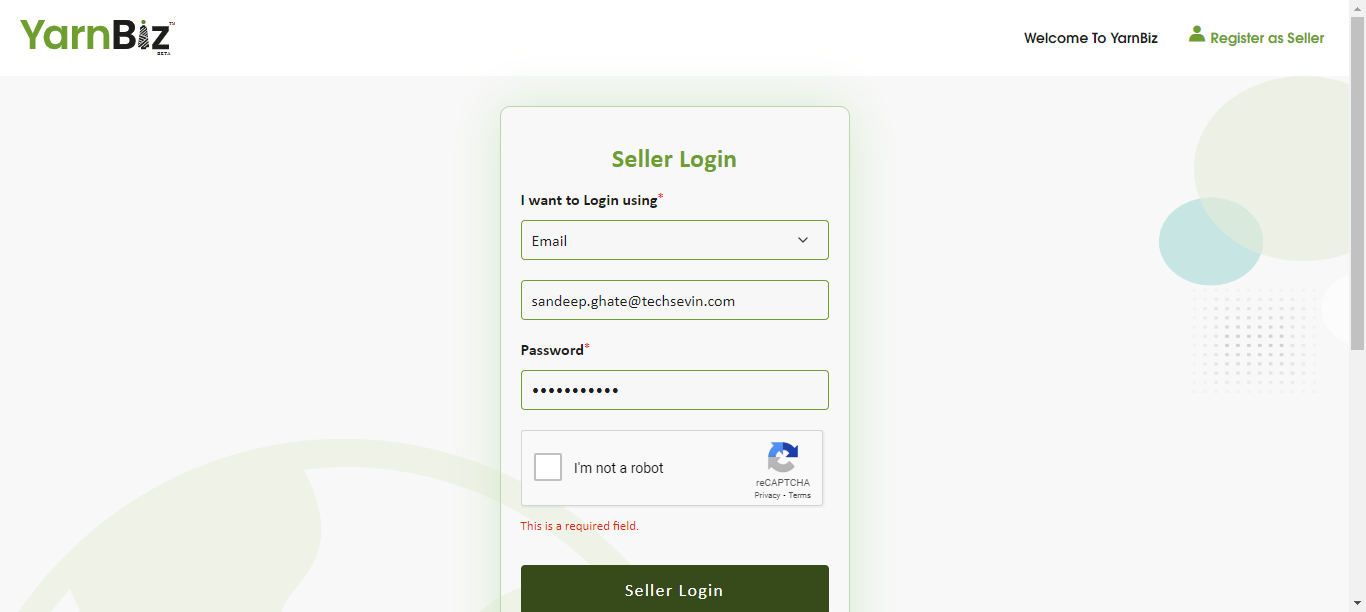 YarnBiz™
BETA
Welcome To YarnBiz
Register as Seller
Seller Login
I want to Login using*
Email
sandeep.ghate@techsevin.com
Password*
•••••••••••
I'm not a robot
reCAPTCHA
Privacy - Terms
This is a required field.
Seller Login